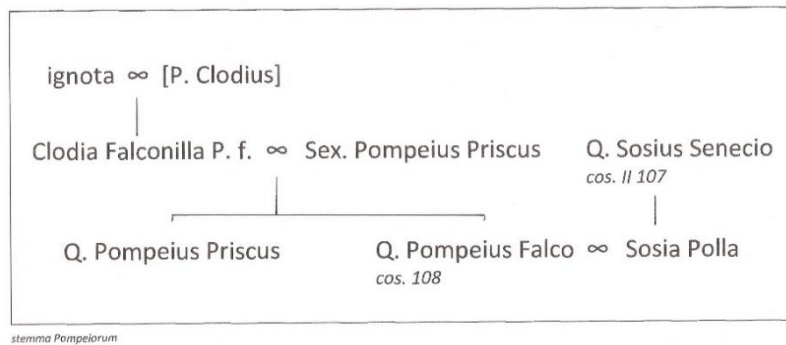 ignota ∞ [P. Clodius]
Clodia Falconilla P. f. ∞ Sex. Pompeius Priscus Q. Sosius Senecio
cos. II 107
Q. Pompeius Priscus Q. Pompeius Falco ∞ Sosia Polla
cos. 108
stemma Pompeiorum